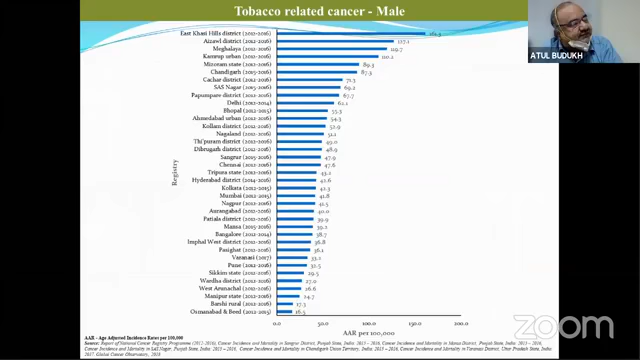 Tobacco related cancer - Male
ATUL BUDUKH
East Khasi Hills district (2012-2016)
Aizawl district (2012-2016) 127.1
Meghalaya (2012-2016) 119.7
Kamrup urban (2012-2016) 110.2
Mizoram state (2012-2016) 89.3
Chandigarh (2013-2016) 87.3
Cachar district (2012-2016) 71.3
SAS Nagar (2013-2016) 69.2
Papumpare district (2012-2016) 67.7
Delhi (2012-2014) 62.1
Bhopal (2012-2015) 55.3
Ahmedabad urban (2012-2016) 54.3
Kollam district (2012-2016) 52.9
Nagaland (2012-2016) 51.1
Thi'puram district (2012-2016) 49.0
Dibrugarh district (2012-2016) 48.9
Sangrur (2013-2016) 47.9
Chennai (2012-2016) 47.6
Tripura state (2012-2016) 43.1
Hyderabad district (2014-2016) 42.6
Kolkata (2012-2015) 42.3
Mumbai (2012-2015) 41.8
Nagpur (2012-2016) 41.5
Aurangabad (2012-2016) 40.0
Patiala district (2012-2016) 39.9
Mansa (2013-2016) 39.2
Bangalore (2012-2014) 38.7
Imphal West district (2012-2016) 36.8
Pasighat (2012-2016) 36.1
Varanasi (2017) 33.1
Pune (2012-2016) 32.5
Sikkim state (2012-2016) 29.5
Wardha district (2012-2016) 27.0
West Arunachal (2012-2016) 26.6
Manipur state (2012-2016) 24.7
Barshi rural (2012-2016) 17.3
Osmanabad & Beed (2012-2015) 16.5
Registry
0.0 50.0 100.0 150.0 200.0
AAR per 100,000
AAR - Age Adjusted Incidence Rates per 100,000
zoom